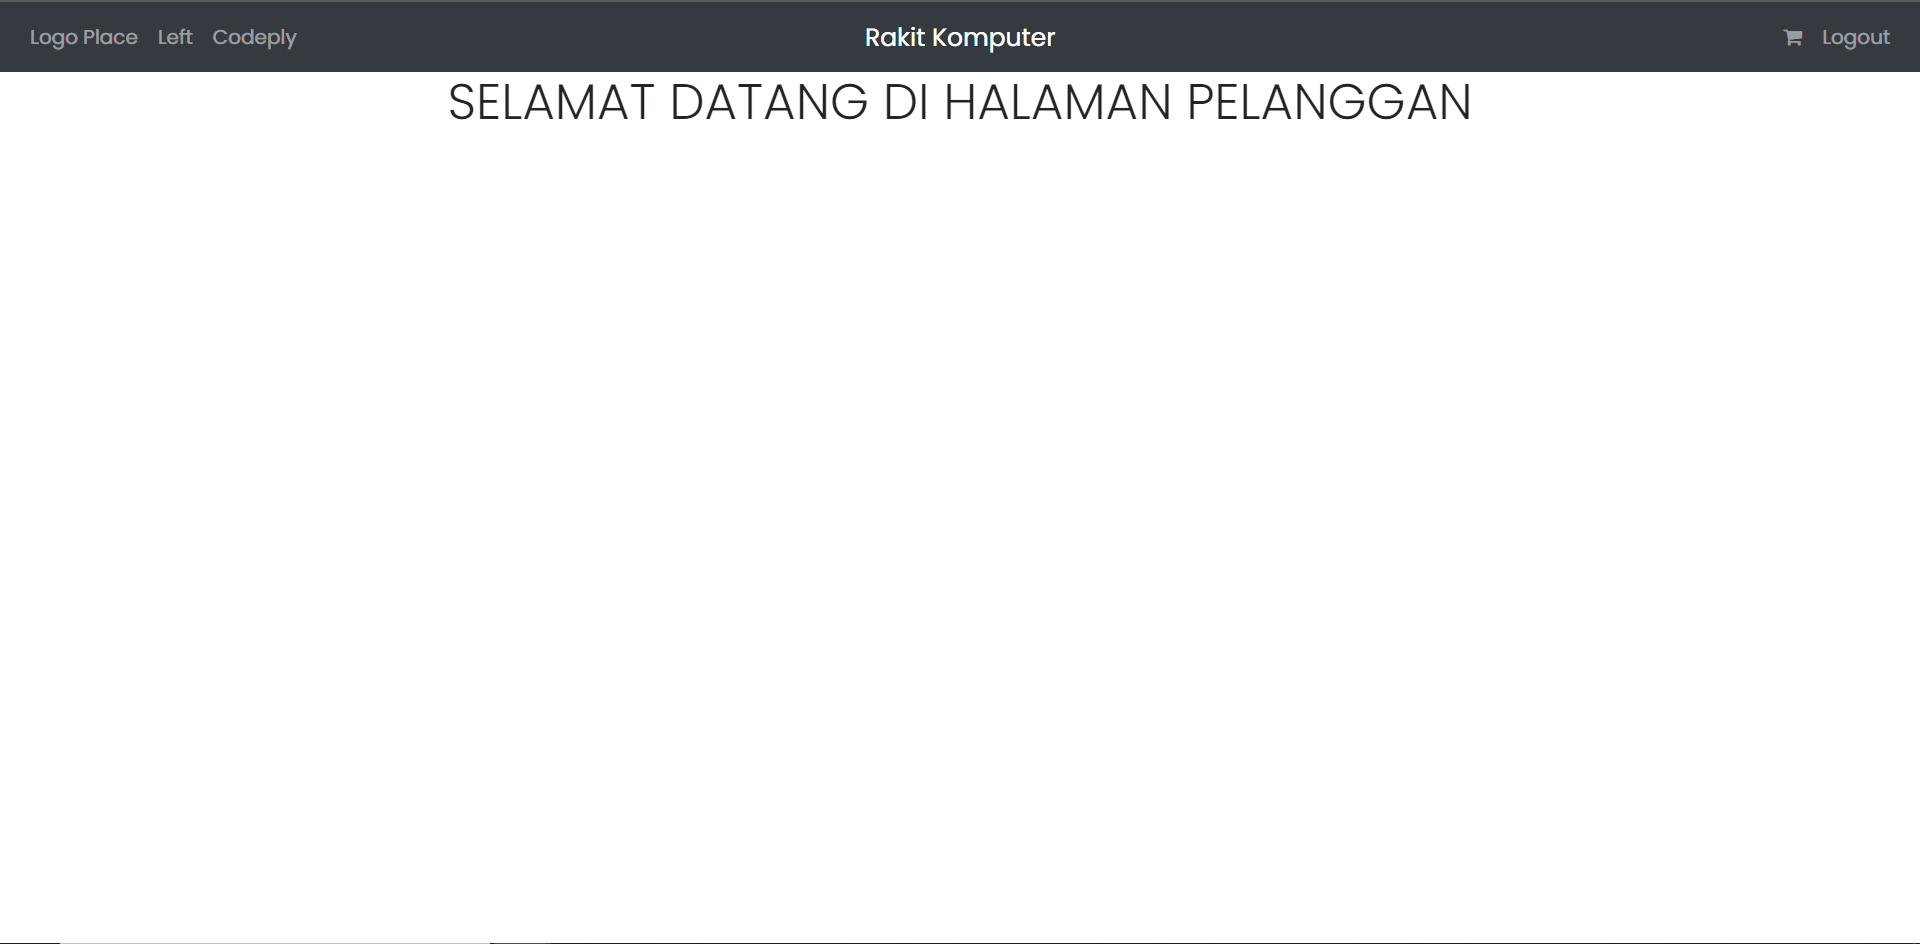 Logo Place Left Codeply Rakit Komputer Logout
SELAMAT DATANG DI HALAMAN PELANGGAN